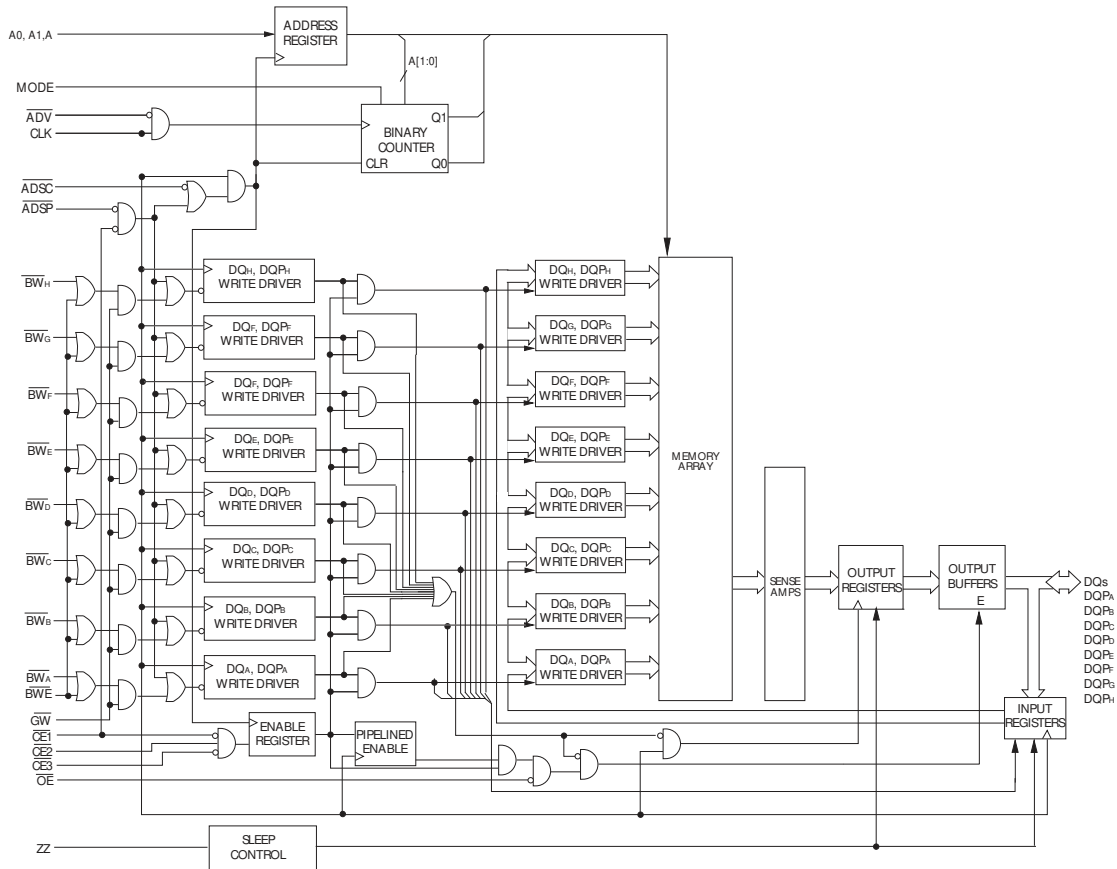 A0, A1,A
ADDRESS
REGISTER
A[1:0]
MODE
ADV
CLK
Q1
BINARY
COUNTER
CLR
Q0
ADSC
ADSP
BWH
DQH, DQPH
WRITE DRIVER
DQH, DQPH
WRITE DRIVER
BWG
DQF, DQPF
WRITE DRIVER
DQG, DQPG
WRITE DRIVER
BWF
DQF, DQPF
WRITE DRIVER
DQF, DQPF
WRITE DRIVER
BWE
DQE, DQPE
WRITE DRIVER
DQE, DQPE
WRITE DRIVER
MEMORY
ARRAY
BWD
DQD, DQPD
WRITE DRIVER
DQD, DQPD
WRITE DRIVER
BWC
DQC, DQPC
WRITE DRIVER
DQC, DQPC
WRITE DRIVER
SENSE
AMPS
OUTPUT
REGISTERS
OUTPUT
BUFFERS
E
BWB
DQB, DQPB
WRITE DRIVER
DQB, DQPB
WRITE DRIVER
BWA
BWE
DQA, DQPA
WRITE DRIVER
DQA, DQPA
WRITE DRIVER
DQs
DQPA
DQPB
DQPC
DQPD
DQPE
DQPF
DQPG
DQPH
INPUT
REGISTERS
GW
CE1
CE2
CE3
OE
ENABLE
REGISTER
PIPELINED
ENABLE
ZZ
SLEEP
CONTROL